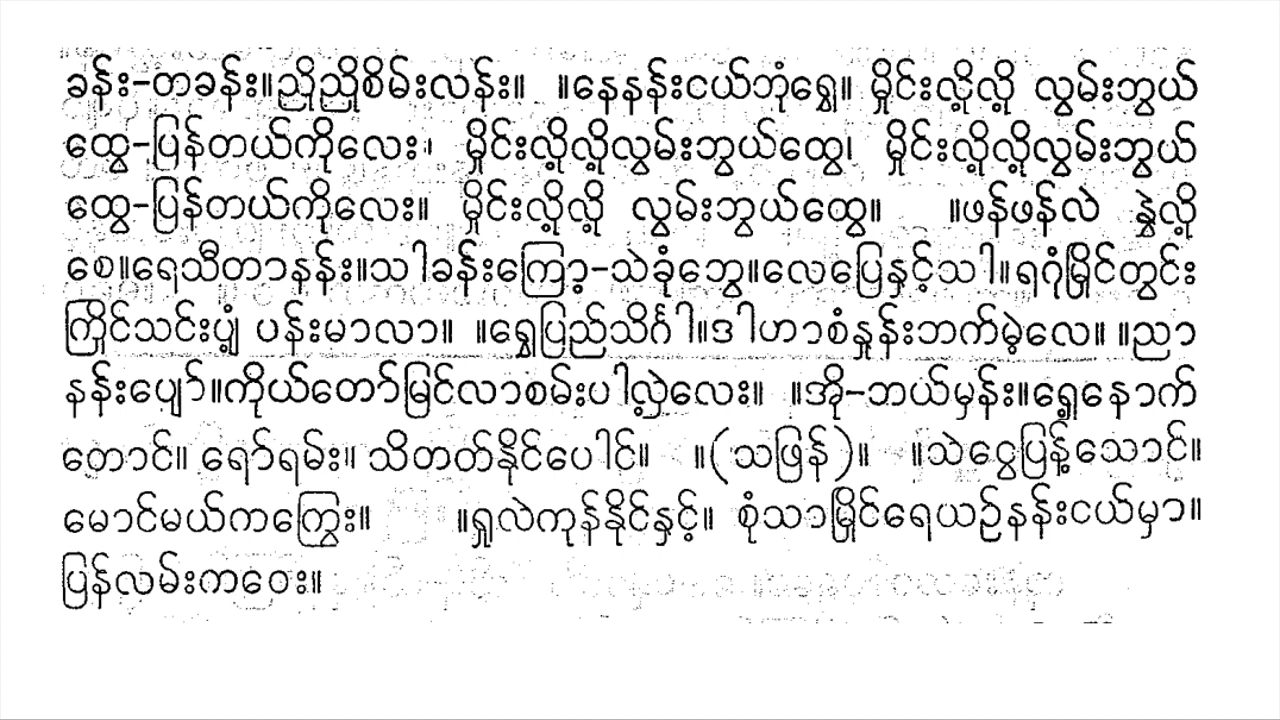 ခန်း-တခန်း။ညိုညိုစိမ်းလန်း။ ။နေနန်းငယ်ဘုံရွှေ။ မှိုင်းလို့လို့ လွမ်းဘွယ်
ထွေ-ပြန်တယ်ကိုလေး၊ မှိုင်းလို့လို့လွမ်းဘွယ်ထွေ၊ မှိုင်းလို့လို့လွမ်းဘွယ်
ထွေ-ပြန်တယ်ကိုလေး။ မှိုင်းလို့လို့ လွမ်းဘွယ်ထွေ။ ။ဖန်ဖန်လဲ နွှဲလို့
စေ။ရေသီတာနန်း။သါခန်းကြော့-သဲခုံဘွေ။လေပြေနှင့်သါ။ရဂုံမြိုင်တွင်း
ကြိုင်သင်းပျံ့ ပန်းမာလာ။ ။ရွှေပြည်သိင်္ဂါ။ဒါဟာစံနှုန်းဘက်မဲ့လေ။ ။ညာ
နန်းပျော်။ကိုယ်တော်မြင်လာစမ်းပါလှဲ့လေး။ ။အို-ဘယ်မှန်း။ရှေ့နောက်
တောင်။ ရော်ရမ်း။ သိတတ်နိုင်ပေါင်။ ။(သဖြန်)။ ။သဲငွေပြန့်သောင်။
မောင်မယ်ကကြွေး။ ။ရှုလဲကုန်နိုင်နှင့်။ စုံသာမြိုင်ရေယဉ်နန်းငယ်မှာ။
ပြန်လမ်းကဝေး။